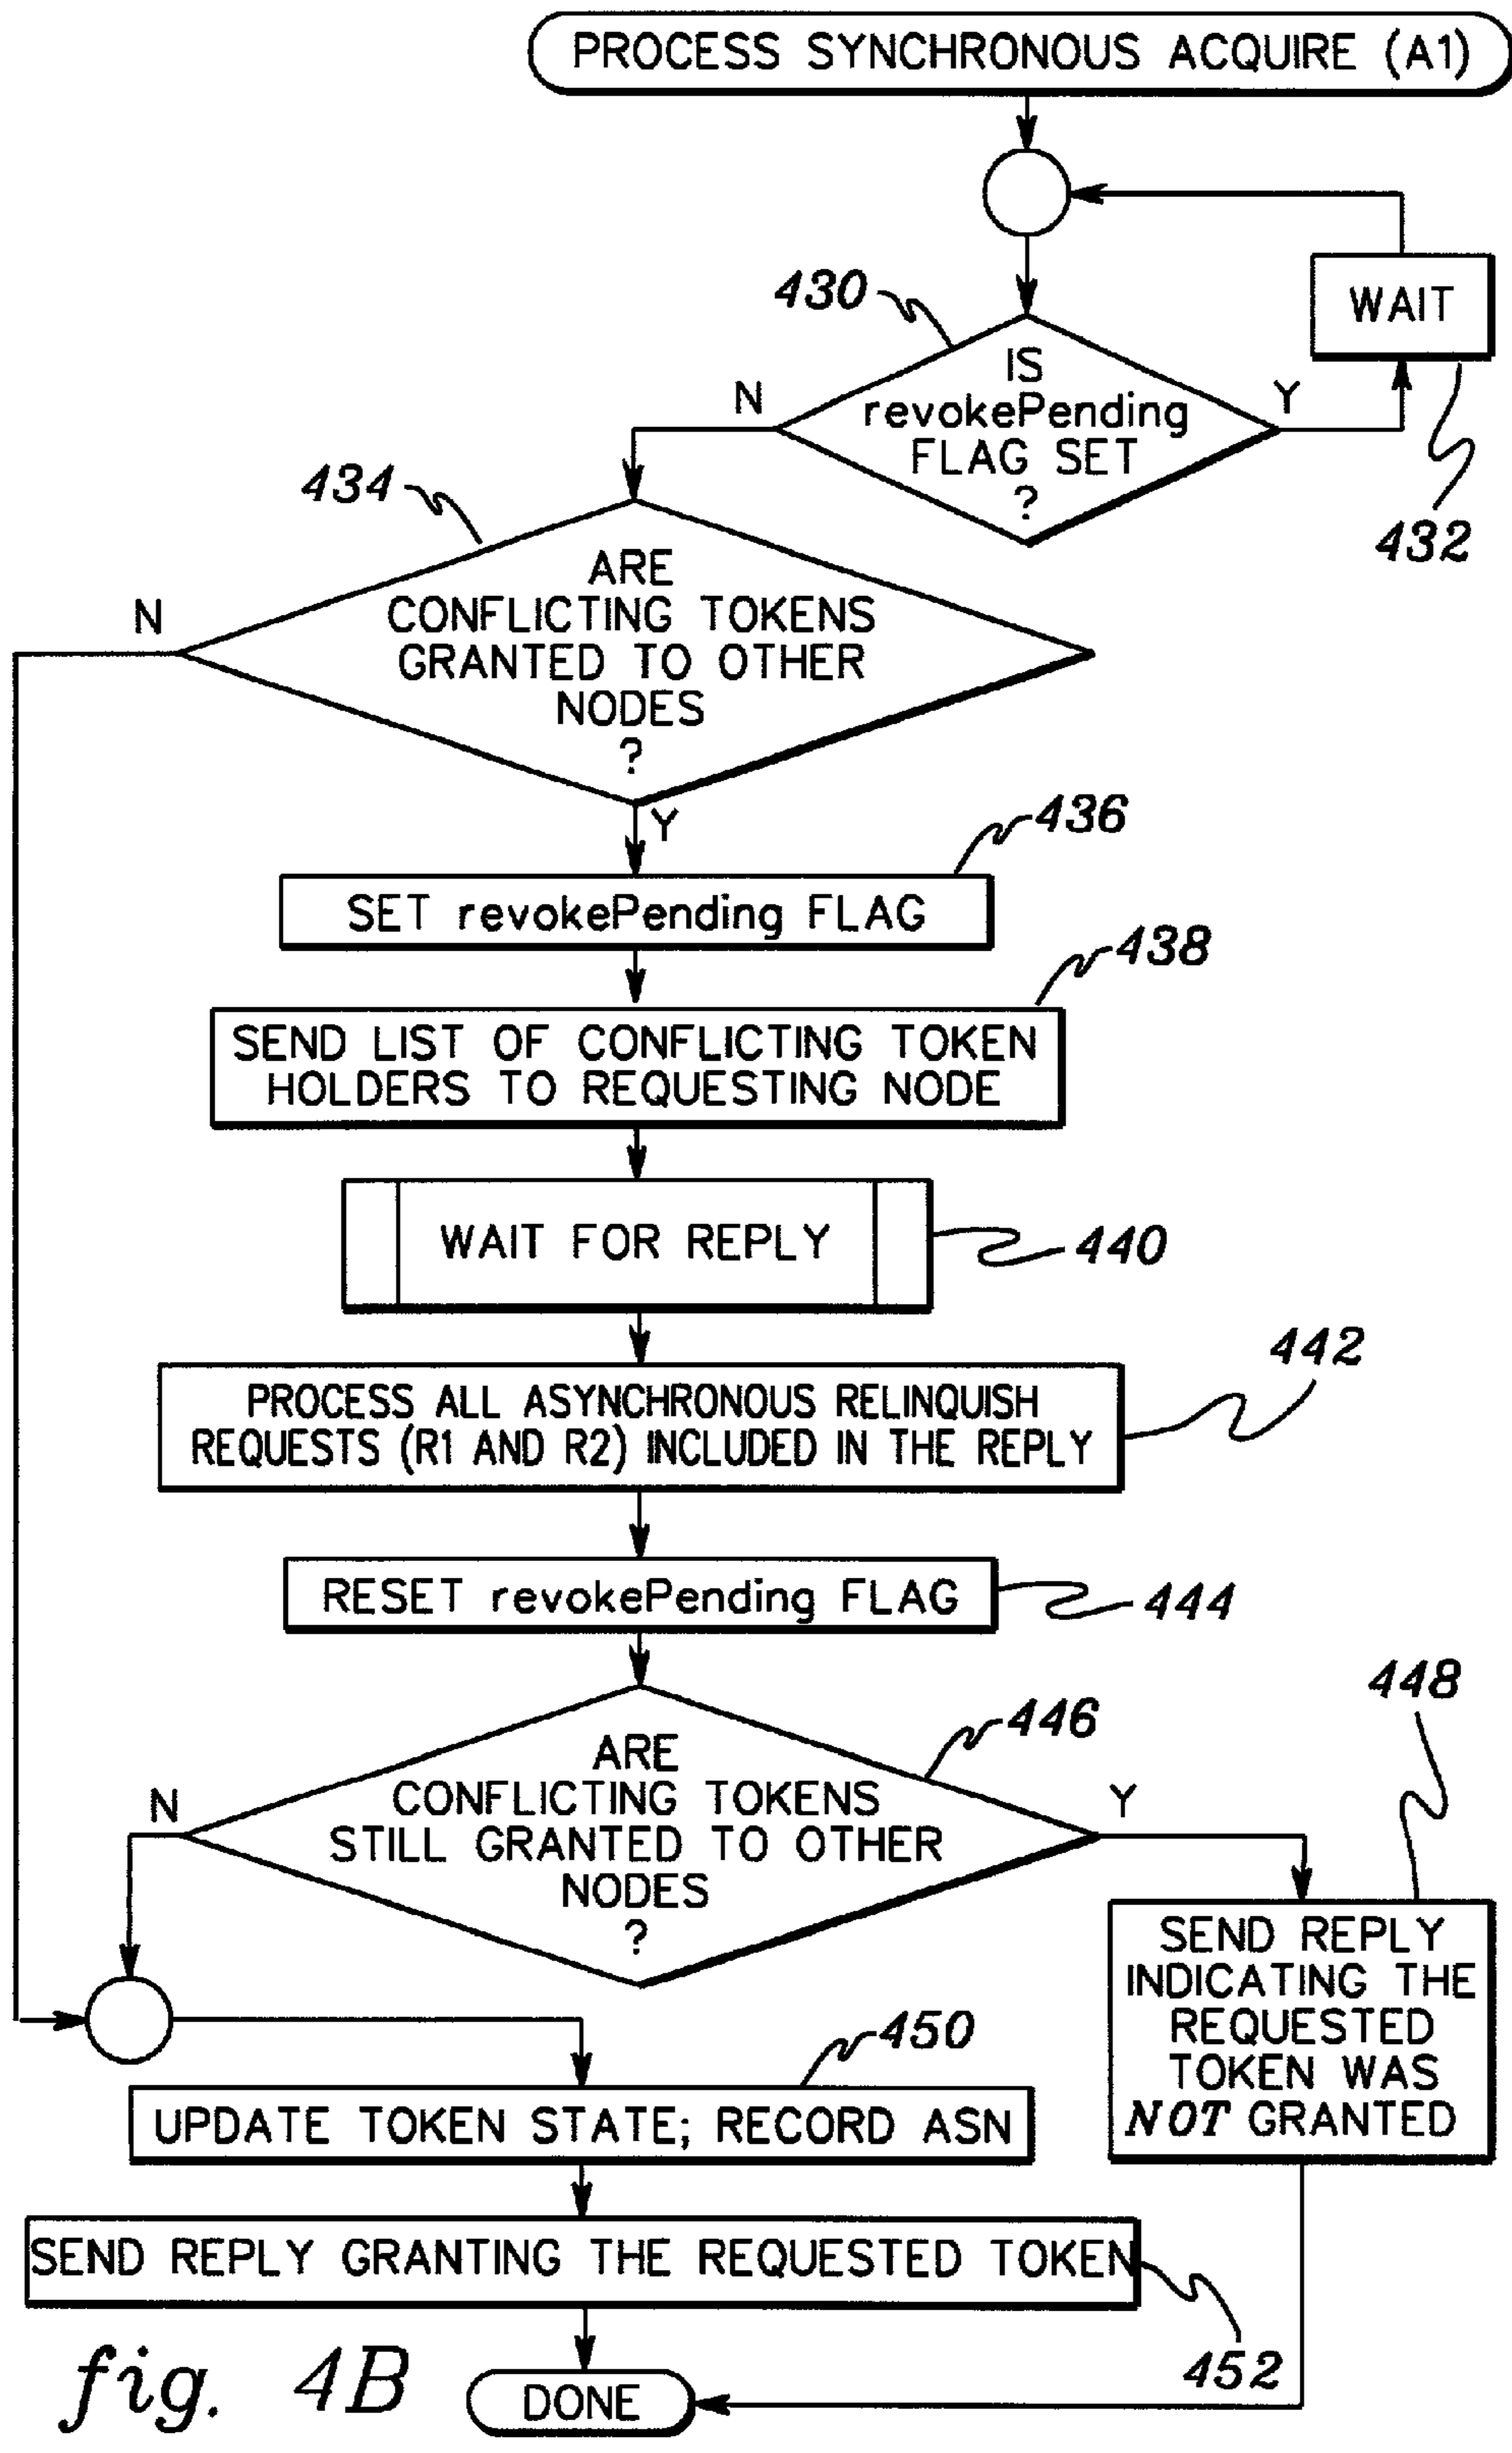 PROCESS SYNCHRONOUS ACQUIRE (A1)
430
WAIT
IS
revokePending
FLAG SET
?
N
Y
432
434
ARE
CONFLICTING TOKENS
GRANTED TO OTHER
NODES
?
N
Y
436
SET revokePending FLAG
438
SEND LIST OF CONFLICTING TOKEN
HOLDERS TO REQUESTING NODE
WAIT FOR REPLY
440
442
PROCESS ALL ASYNCHRONOUS RELINQUISH
REQUESTS (R1 AND R2) INCLUDED IN THE REPLY
RESET revokePending FLAG
444
446
448
ARE
CONFLICTING TOKENS
STILL GRANTED TO OTHER
NODES
?
N
Y
SEND REPLY
INDICATING THE
REQUESTED
TOKEN WAS
NOT GRANTED
450
UPDATE TOKEN STATE; RECORD ASN
SEND REPLY GRANTING THE REQUESTED TOKEN
452
DONE
fig. 4B